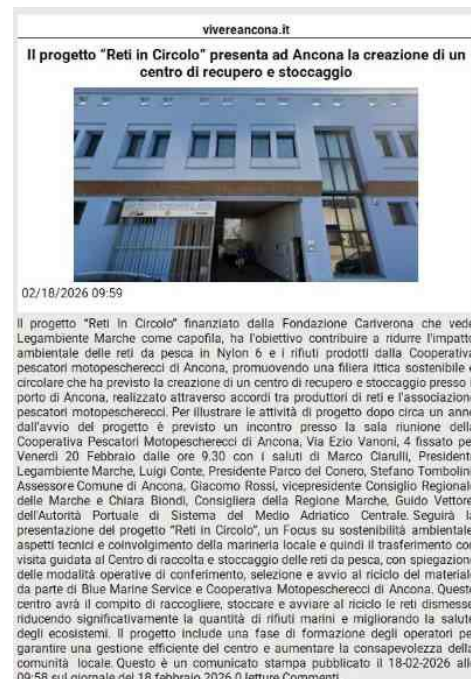 vivereancona.it
Il progetto “Reti in Circolo” presenta ad Ancona la creazione di un
centro di recupero e stoccaggio
02/18/2026 09:59
Il progetto “Reti In Circolo” finanziato dalla Fondazione Cariverona che vede
Legambiente Marche come capofila, ha l'obiettivo contribuire a ridurre l'impatto
ambientale delle reti da pesca in Nylon 6 e i rifiuti prodotti dalla Cooperativa
pescatori motopescherecci di Ancona, promuovendo una filiera ittica sostenibile e
circolare che ha previsto la creazione di un centro di recupero e stoccaggio presso
porto di Ancona, realizzato attraverso accordi tra produttori di reti e l'associazion
pescatori motopescherecci. Per illustrare le attività di progetto dopo circa un ann
dall'avvio del progetto è previsto un incontro presso la sala riunione della
Cooperativa Pescatori Motopescherecci di Ancona, Via Ezio Vanoni, 4 fissato pe
Venerdì 20 Febbraio dalle ore 9.30 con i saluti di Marco Ciarulli, President
Legambiente Marche, Luigi Conte, Presidente Parco del Conero, Stefano Tombolin
Assessore Comune di Ancona, Giacomo Rossi, vicepresidente Consiglio Regional
delle Marche e Chiara Biondi, Consigliera della Regione Marche, Guido Vettore
dell'Autorità Portuale di Sistema del Medio Adriatico Centrale. Seguirà la
presentazione del progetto “Reti in Circolo”, un Focus su sostenibilità ambientale
aspetti tecnici e coinvolgimento della marineria locale e quindi il trasferimento con
visita guidata al Centro di raccolta e stoccaggio delle reti da pesca, con spiegazion
delle modalità operative di conferimento, selezione e avvio al riciclo del material
da parte di Blue Marine Service e Cooperativa Motopescherecci di Ancona. Quest
centro avrà il compito di raccogliere, stoccare e avviare al riciclo le reti dismess
riducendo significativamente la quantità di rifiuti marini e migliorando la salut
degli ecosistemi. Il progetto include una fase di formazione degli operatori pe
garantire una gestione efficiente del centro e aumentare la consapevolezza della
comunità locale. Questo è un comunicato stampa pubblicato il 18-02-2026 all
09:58 sul giornale del 18 febbraio 2026 0 letture Commenti